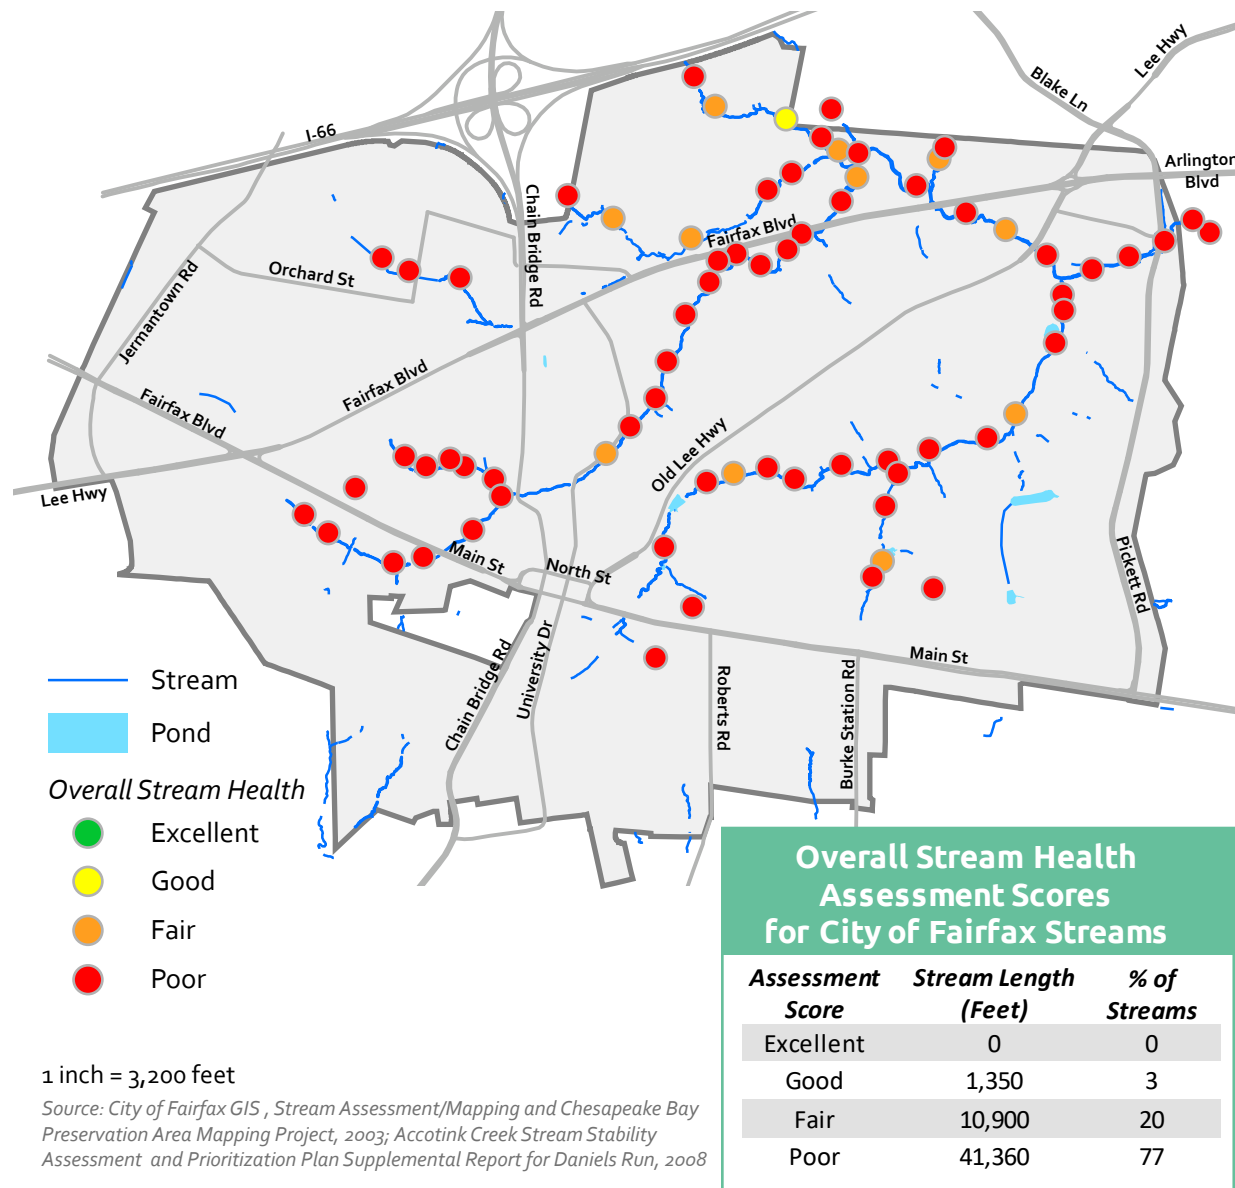 Blake Ln
Lee Hwy
I-66
Arlington
Blvd
Chain Bridge Rd
Fairfax Blvd
Orchard St
Jermantown Rd
Fairfax Blvd
Fairfax Blvd
Old Lee Hwy
Lee Hwy
Main St
North St
Pickett Rd
University Dr
Chain Bridge Rd
Main St
Roberts Rd
Burke Station Rd
Stream
Pond
Overall Stream Health
Excellent
Good
Fair
Poor
1 inch = 3,200 feet
Source: City of Fairfax GIS , Stream Assessment/Mapping and Chesapeake Bay
Preservation Area Mapping Project, 2003; Accotink Creek Stream Stability
Assessment and Prioritization Plan Supplemental Report for Daniels Run, 2008
Overall Stream Health
Assessment Scores
for City of Fairfax Streams
Assessment Score Stream Length (Feet) % of Streams
Excellent 0 0
Good 1,350 3
Fair 10,900 20
Poor 41,360 77